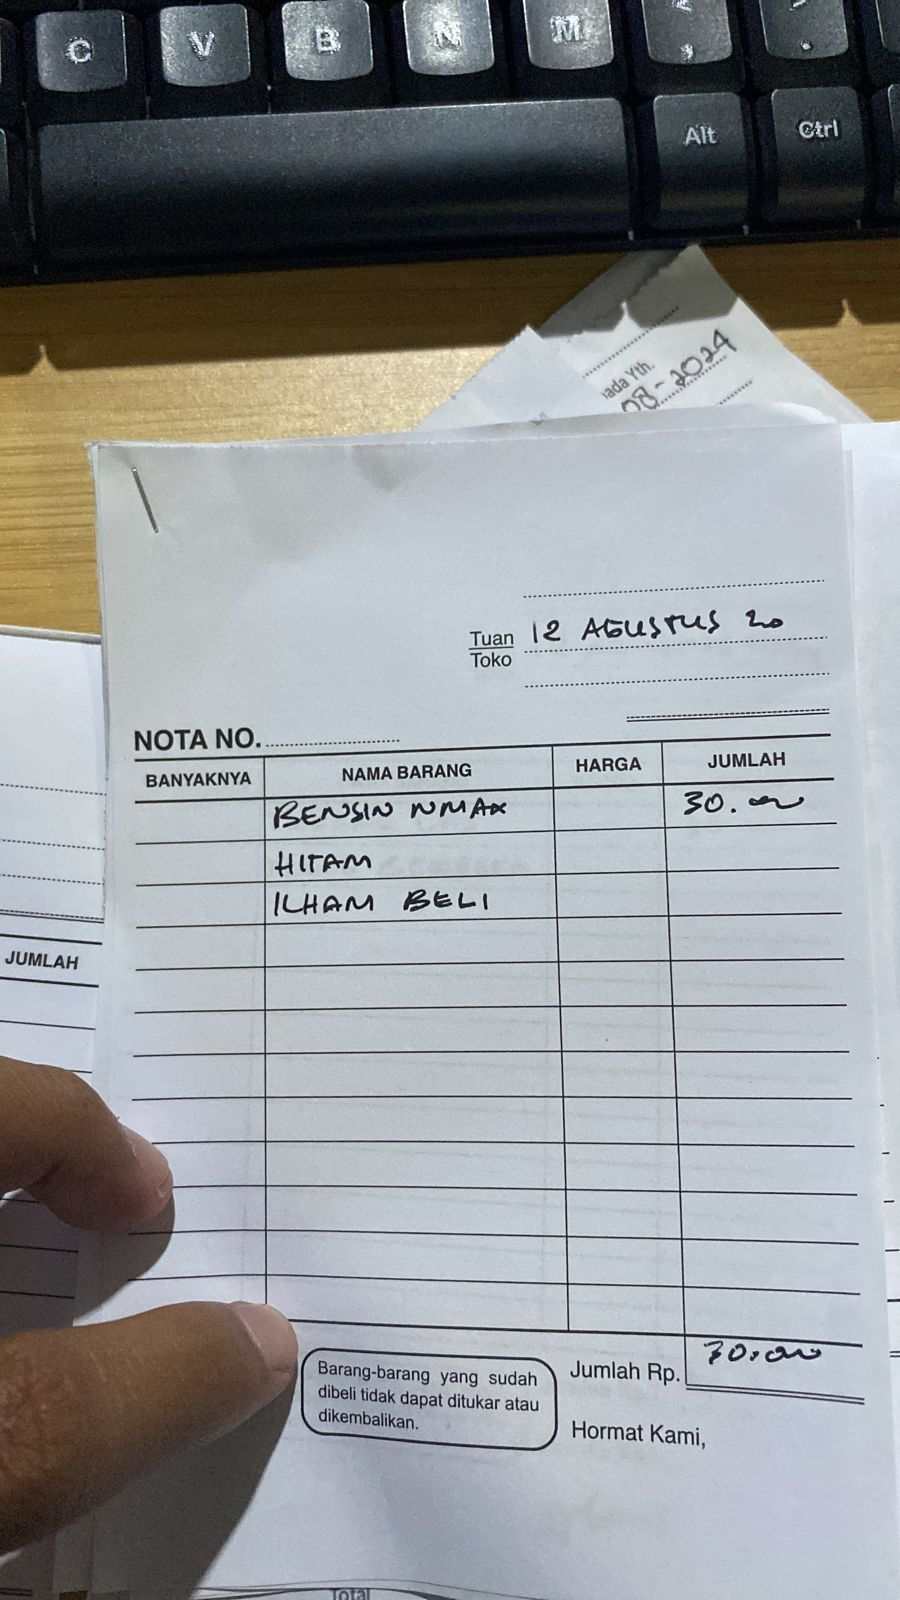 C V B N M < >
, .
Alt Ctrl
ada Yth.
08-2024
Tuan 12 AGUSTUS 20
Toko
NOTA NO.
BANYAKNYA NAMA BARANG HARGA JUMLAH
BENSIN NMAX 30.000
HITAM
ILHAM BELI
JUMLAH
Jumlah Rp. 30.000
Barang-barang yang sudah
dibeli tidak dapat ditukar atau
dikembalikan.
Hormat Kami,
Total